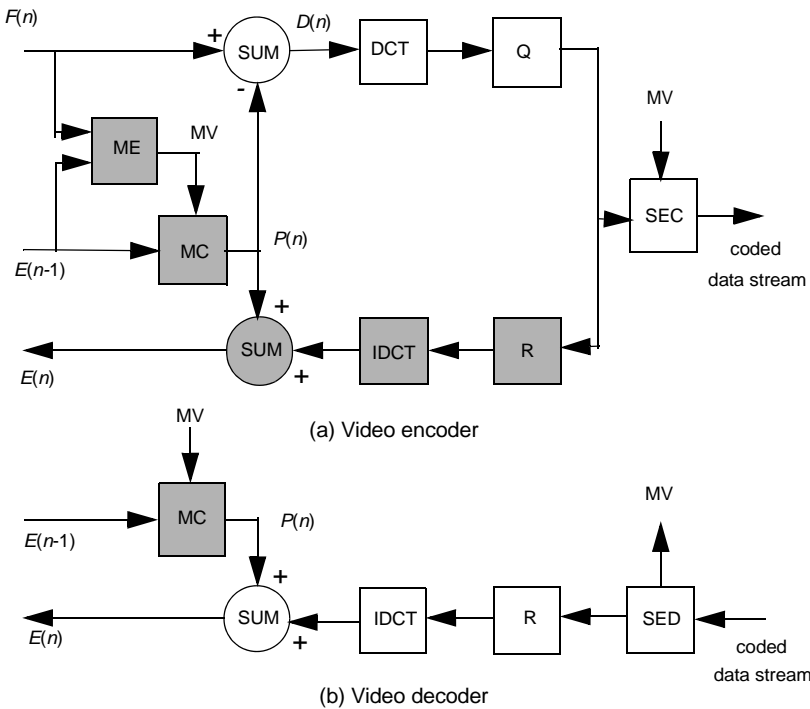 F(n)
+
SUM
D(n)
DCT
Q
-
MV
ME
MV
SEC
MC
P(n)
E(n-1)
coded
data stream
+
SUM
+
IDCT
R
E(n)
(a) Video encoder
MV
MC
P(n)
E(n-1)
MV
+
SUM
+
IDCT
R
SED
E(n)
coded
data stream
(b) Video decoder